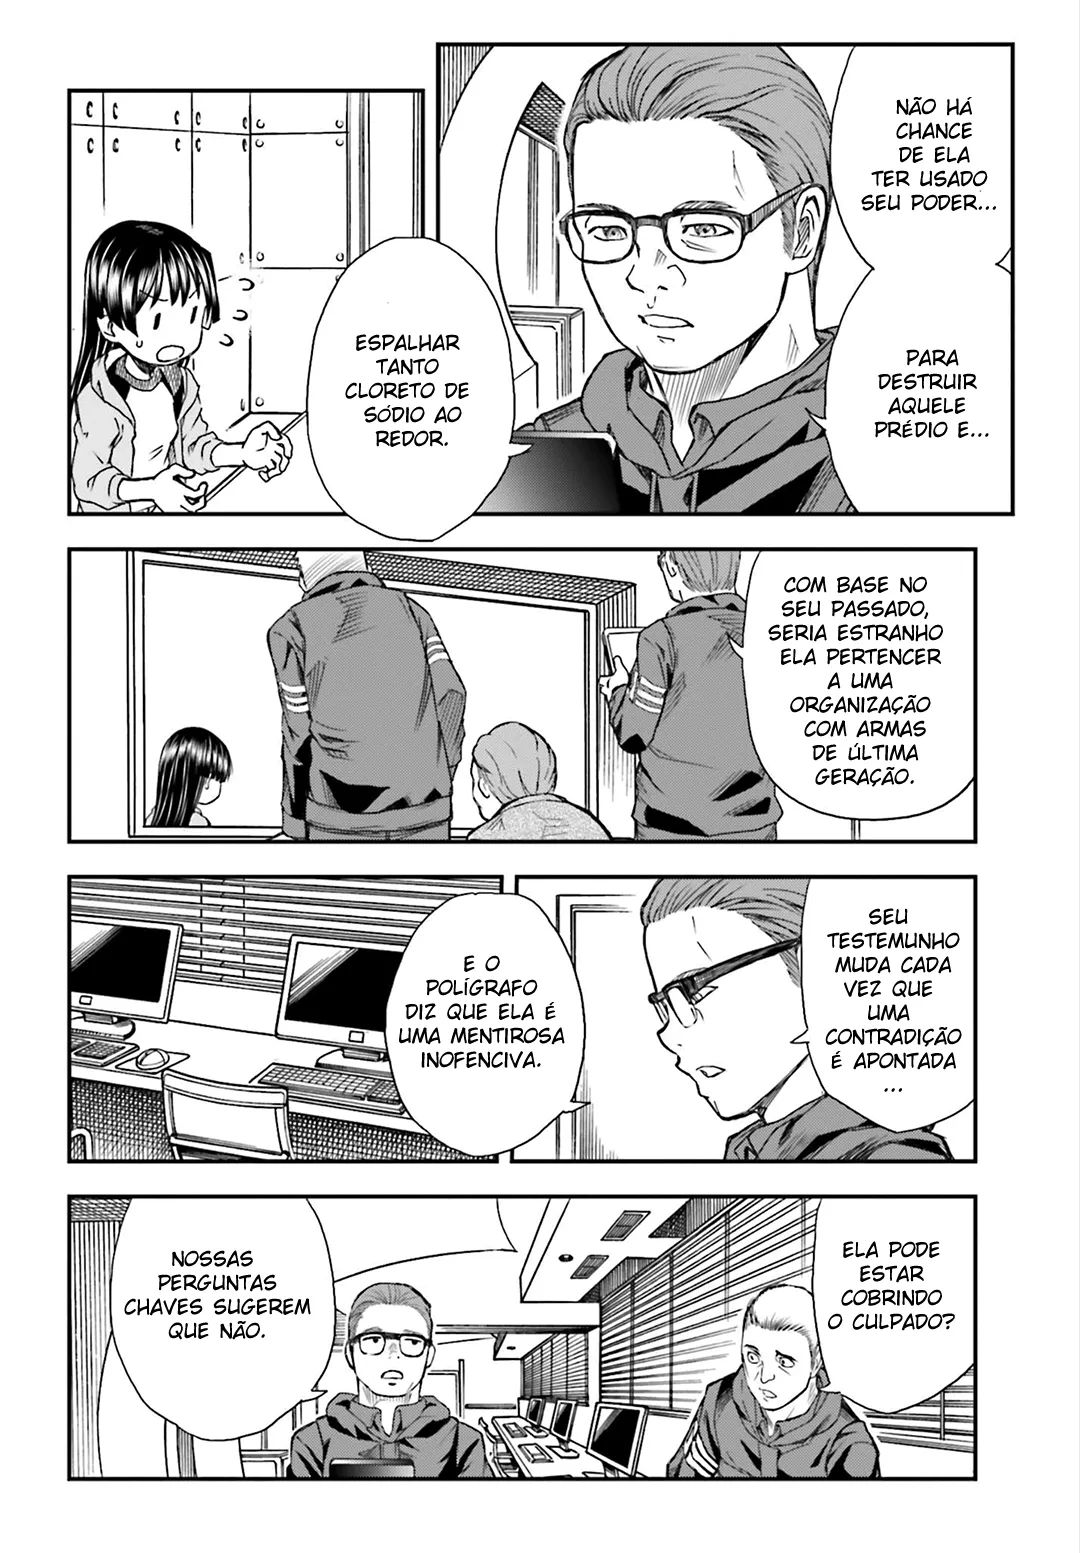 NÃO HÁ
CHANCE
DE ELA
TER USADO
SEU PODER...
PARA
DESTRUIR
AQUELE
PRÉDIO E...
ESPALHAR
TANTO
CLORETO DE
SÓDIO AO
REDOR.
COM BASE NO
SEU PASSADO,
SERIA ESTRANHO
ELA PERTENCER
A UMA
ORGANIZAÇÃO
COM ARMAS
DE ÚLTIMA
GERAÇÃO.
SEU
TESTEMUNHO
MUDA CADA
VEZ QUE
UMA
CONTRADIÇÃO
É APONTADA
...
E O
POLÍGRAFO
DIZ QUE ELA É
UMA MENTIROSA
INOFENCIVA.
ELA PODE
ESTAR
COBRINDO
O CULPADO?
NOSSAS
PERGUNTAS
CHAVES SUGEREM
QUE NÃO.